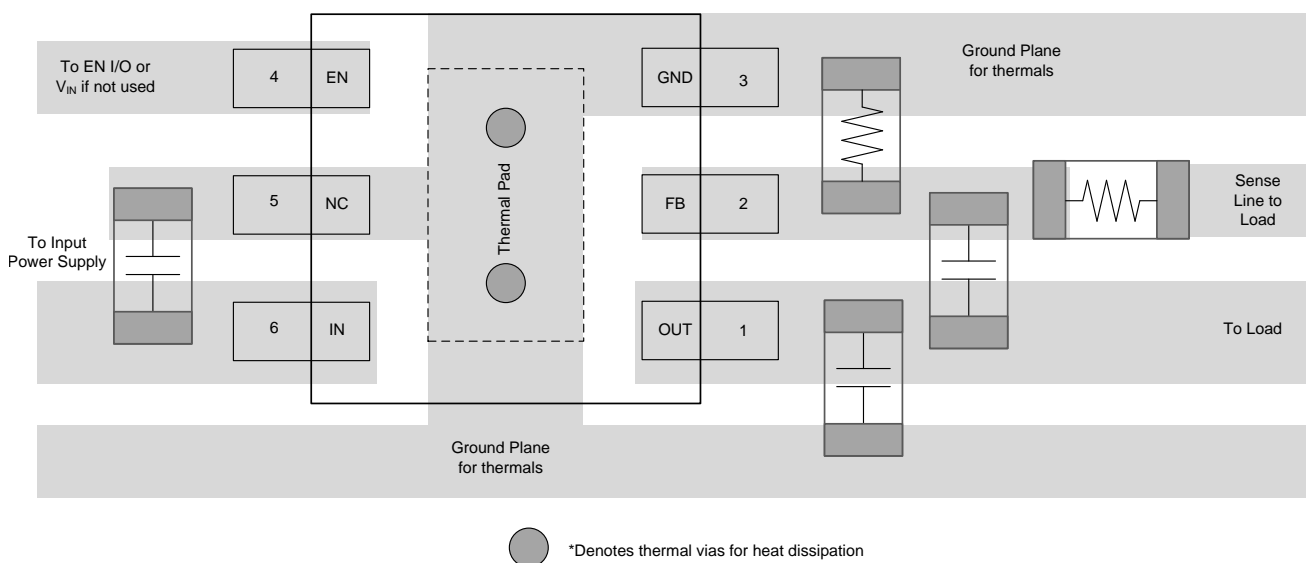 To EN I/O or
VIN if not used
4
EN
GND
3
Ground Plane
for thermals
5
NC
Thermal Pad
FB
2
Sense
Line to
Load
To Input
Power Supply
6
IN
OUT
1
To Load
Ground Plane
for thermals
*Denotes thermal vias for heat dissipation